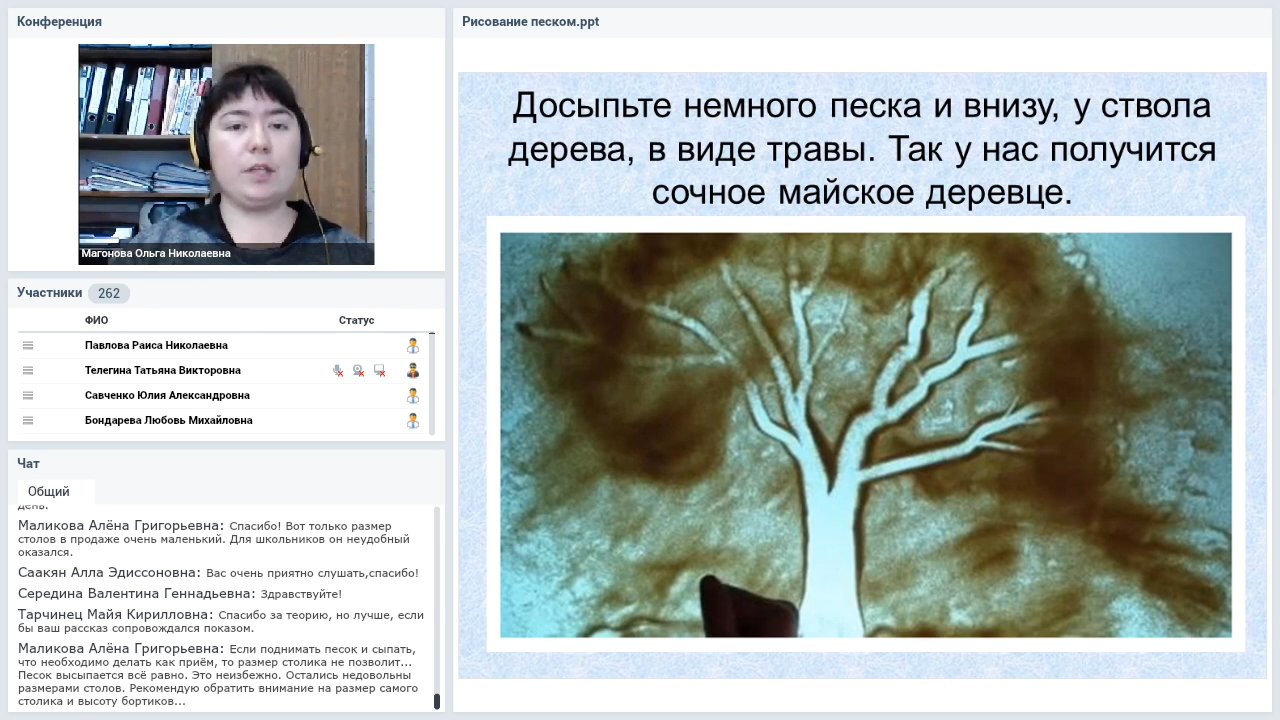 Конференция
Магонова Ольга Николаевна
Участники 262
ФИО Статус
Павлова Раиса Николаевна
Телегина Татьяна Викторовна
Савченко Юлия Александровна
Бондарева Любовь Михайловна
Чат
Общий
день.
Маликова Алёна Григорьевна: Спасибо! Вот только размер
столов в продаже очень маленький. Для школьников он неудобный
оказался.
Саакян Алла Эдиссоновна: Вас очень приятно слушать,спасибо!
Середина Валентина Геннадьевна: Здравствуйте!
Тарчинец Майя Кирилловна: Спасибо за теорию, но лучше, если
бы ваш рассказ сопровождался показом.
Маликова Алёна Григорьевна: Если поднимать песок и сыпать,
что необходимо делать как приём, то размер столика не позволит...
Песок высыпается всё равно. Это неизбежно. Остались недовольны
размерами столов. Рекомендую обратить внимание на размер самого
столика и высоту бортиков...
Рисование песком.ppt
Досыпьте немного песка и внизу, у ствола
дерева, в виде травы. Так у нас получится
сочное майское деревце.